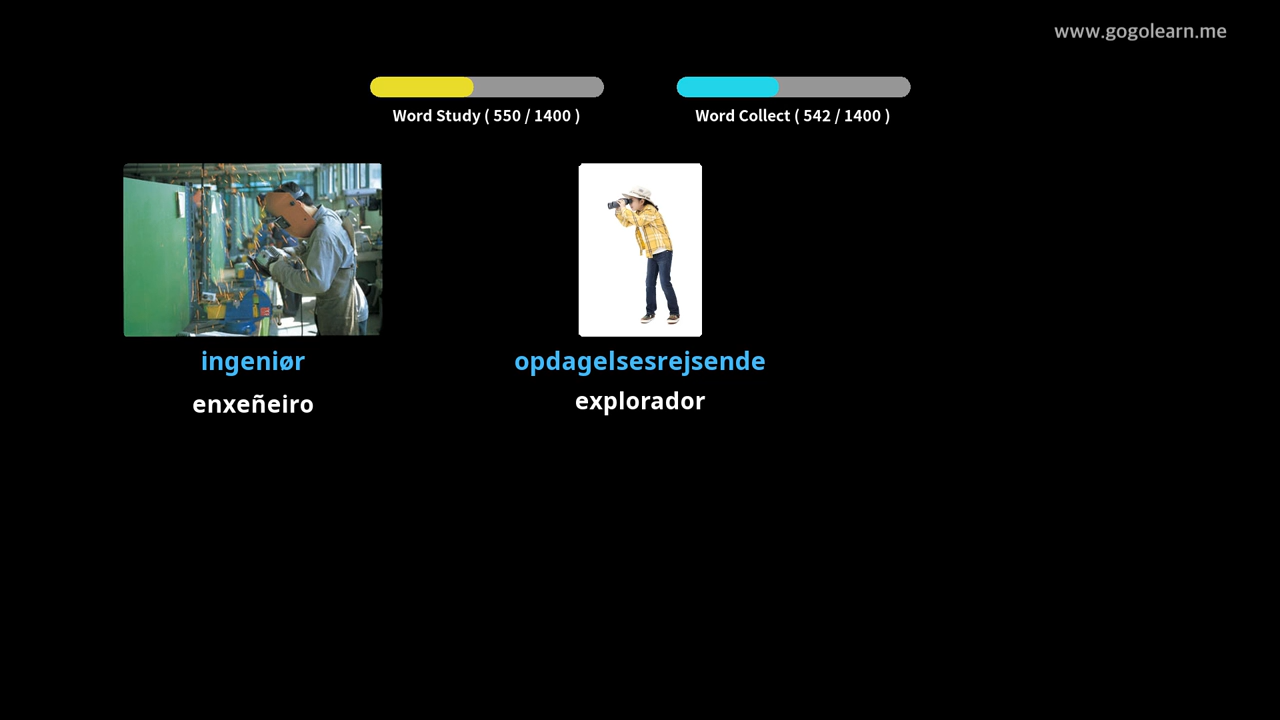 www.gogolearn.me
Word Study ( 550 / 1400 )
Word Collect ( 542 / 1400 )
ingeniør
enxeñeiro
opdagelsesrejsende
explorador